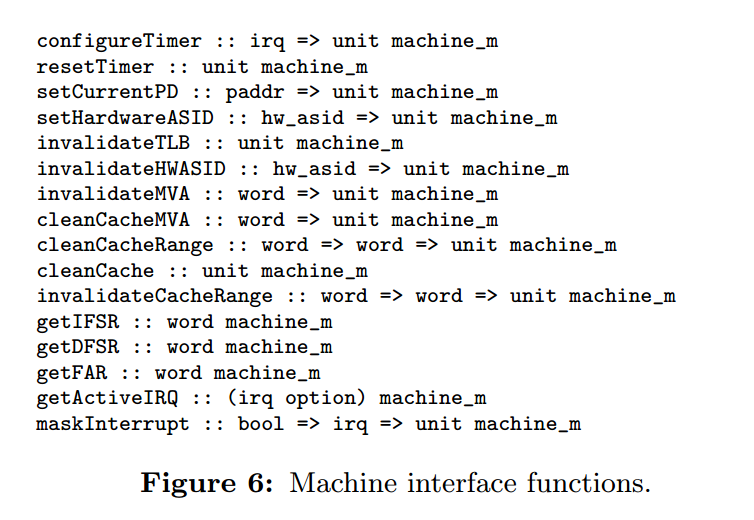 configureTimer :: irq => unit machine_m
resetTimer :: unit machine_m
setCurrentPD :: paddr => unit machine_m
setHardwareASID :: hw_asid => unit machine_m
invalidateTLB :: unit machine_m
invalidateHWASID :: hw_asid => unit machine_m
invalidateMVA :: word => unit machine_m
cleanCacheMVA :: word => unit machine_m
cleanCacheRange :: word => word => unit machine_m
cleanCache :: unit machine_m
invalidateCacheRange :: word => word => unit machine_m
getIFSR :: word machine_m
getDFSR :: word machine_m
getFAR :: word machine_m
getActiveIRQ :: (irq option) machine_m
maskInterrupt :: bool => irq => unit machine_m
Figure 6: Machine interface functions.